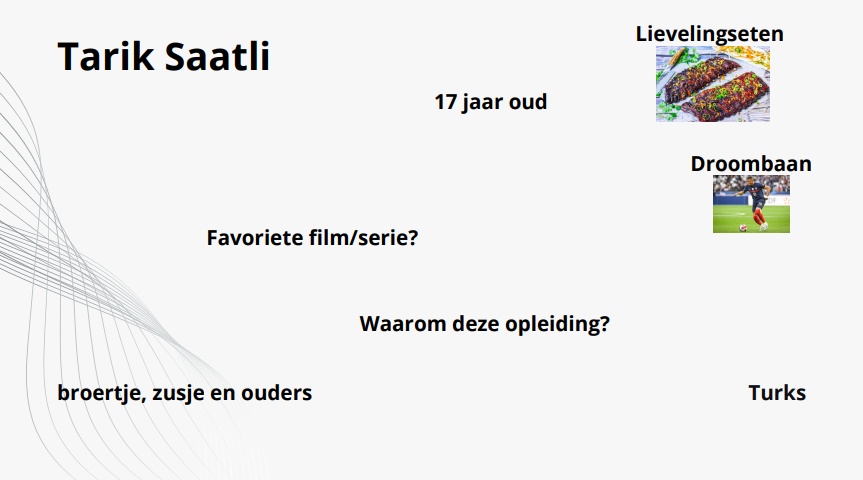 Tarik Saatli
Lievelingseten
17 jaar oud
Droombaan
Favoriete film/serie?
Waarom deze opleiding?
broertje, zusje en ouders
Turks